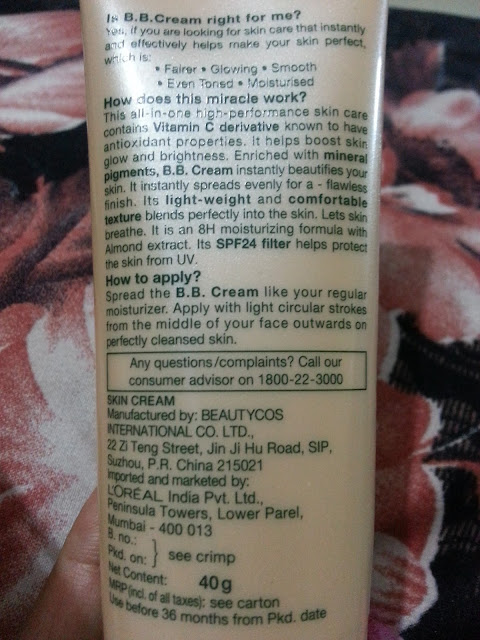 Is B.B.Cream right for me?
Yes, if you are looking for skin care that instantly
and effectively helps make your skin perfect,
which is:
• Fairer • Glowing • Smooth
• Even Toned • Moisturised
How does this miracle work?
This all-in-one high-performance skin care
contains Vitamin C derivative known to have
antioxidant properties. It helps boost skin
glow and brightness. Enriched with mineral
pigments, B.B. Cream instantly beautifies your
skin. It instantly spreads evenly for a - flawless
finish. Its light-weight and comfortable
texture blends perfectly into the skin. Lets skin
breathe. It is an 8H moisturizing formula with
Almond extract. Its SPF24 filter helps protect
the skin from UV.
How to apply?
Spread the B.B. Cream like your regular
moisturizer. Apply with light circular strokes
from the middle of your face outwards on
perfectly cleansed skin.
Any questions/complaints? Call our
consumer advisor on 1800-22-3000
SKIN CREAM
Manufactured by: BEAUTYCOS
INTERNATIONAL CO. LTD.,
22 Zi Teng Street, Jin Ji Hu Road, SIP,
Suzhou, P.R. China 215021
Imported and marketed by:
L'ORÉAL India Pvt. Ltd.,
Peninsula Towers, Lower Parel,
Mumbai - 400 013
B. no.:
Pkd. on: } see crimp
Net Content: 40g
MRP(incl. of all taxes): see carton
Use before 36 months from Pkd. date